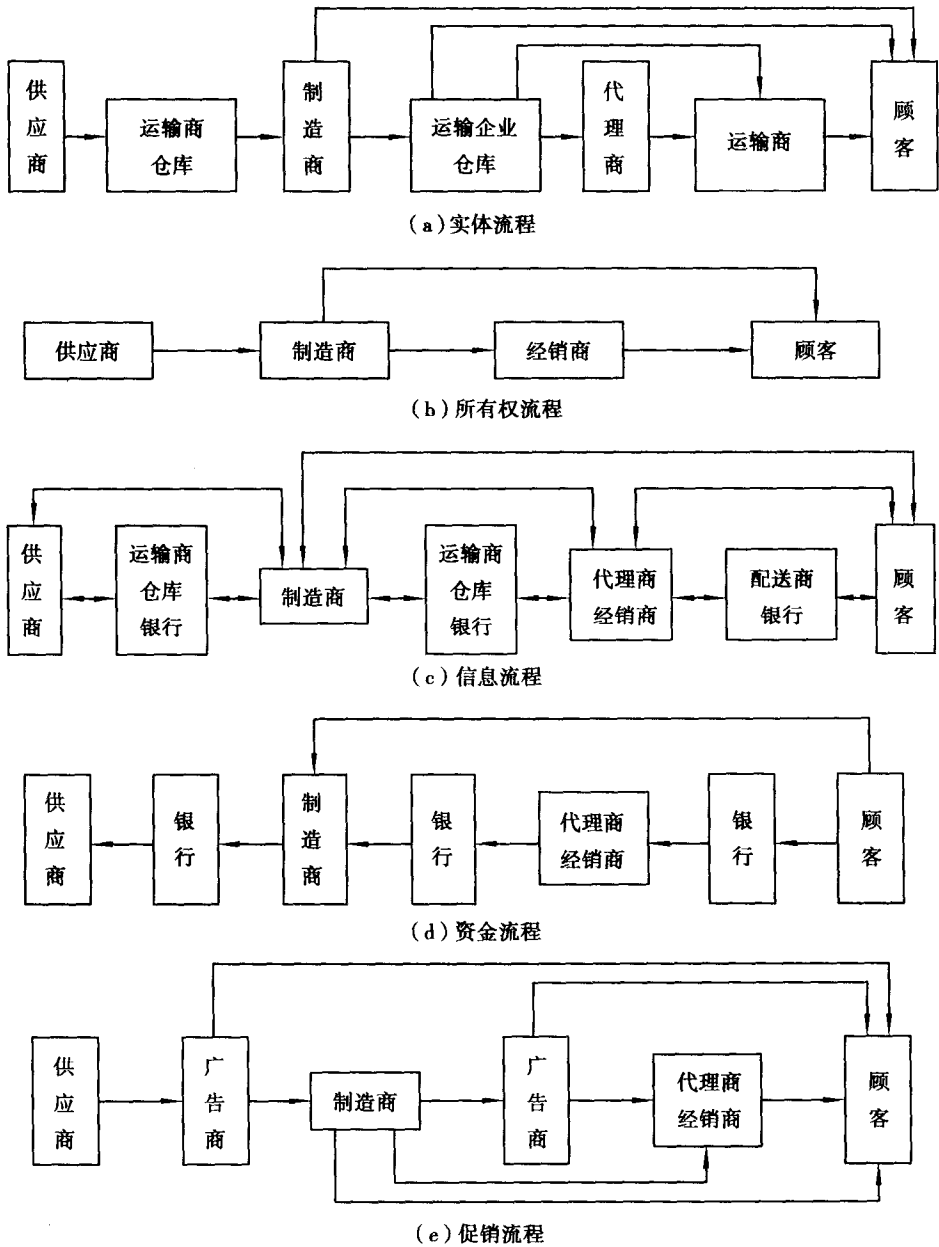 供应商
运输商
仓库
制造商
运输企业
仓库
代理商
运输商
顾客
(a)实体流程
供应商
制造商
经销商
顾客
(b)所有权流程
供应商
运输商
仓库
银行
制造商
运输商
仓库
银行
代理商
经销商
配送商
银行
顾客
(c)信息流程
供应商
银行
制造商
银行
代理商
经销商
银行
顾客
(d)资金流程
供应商
广告商
制造商
广告商
代理商
经销商
顾客
(e)促销流程